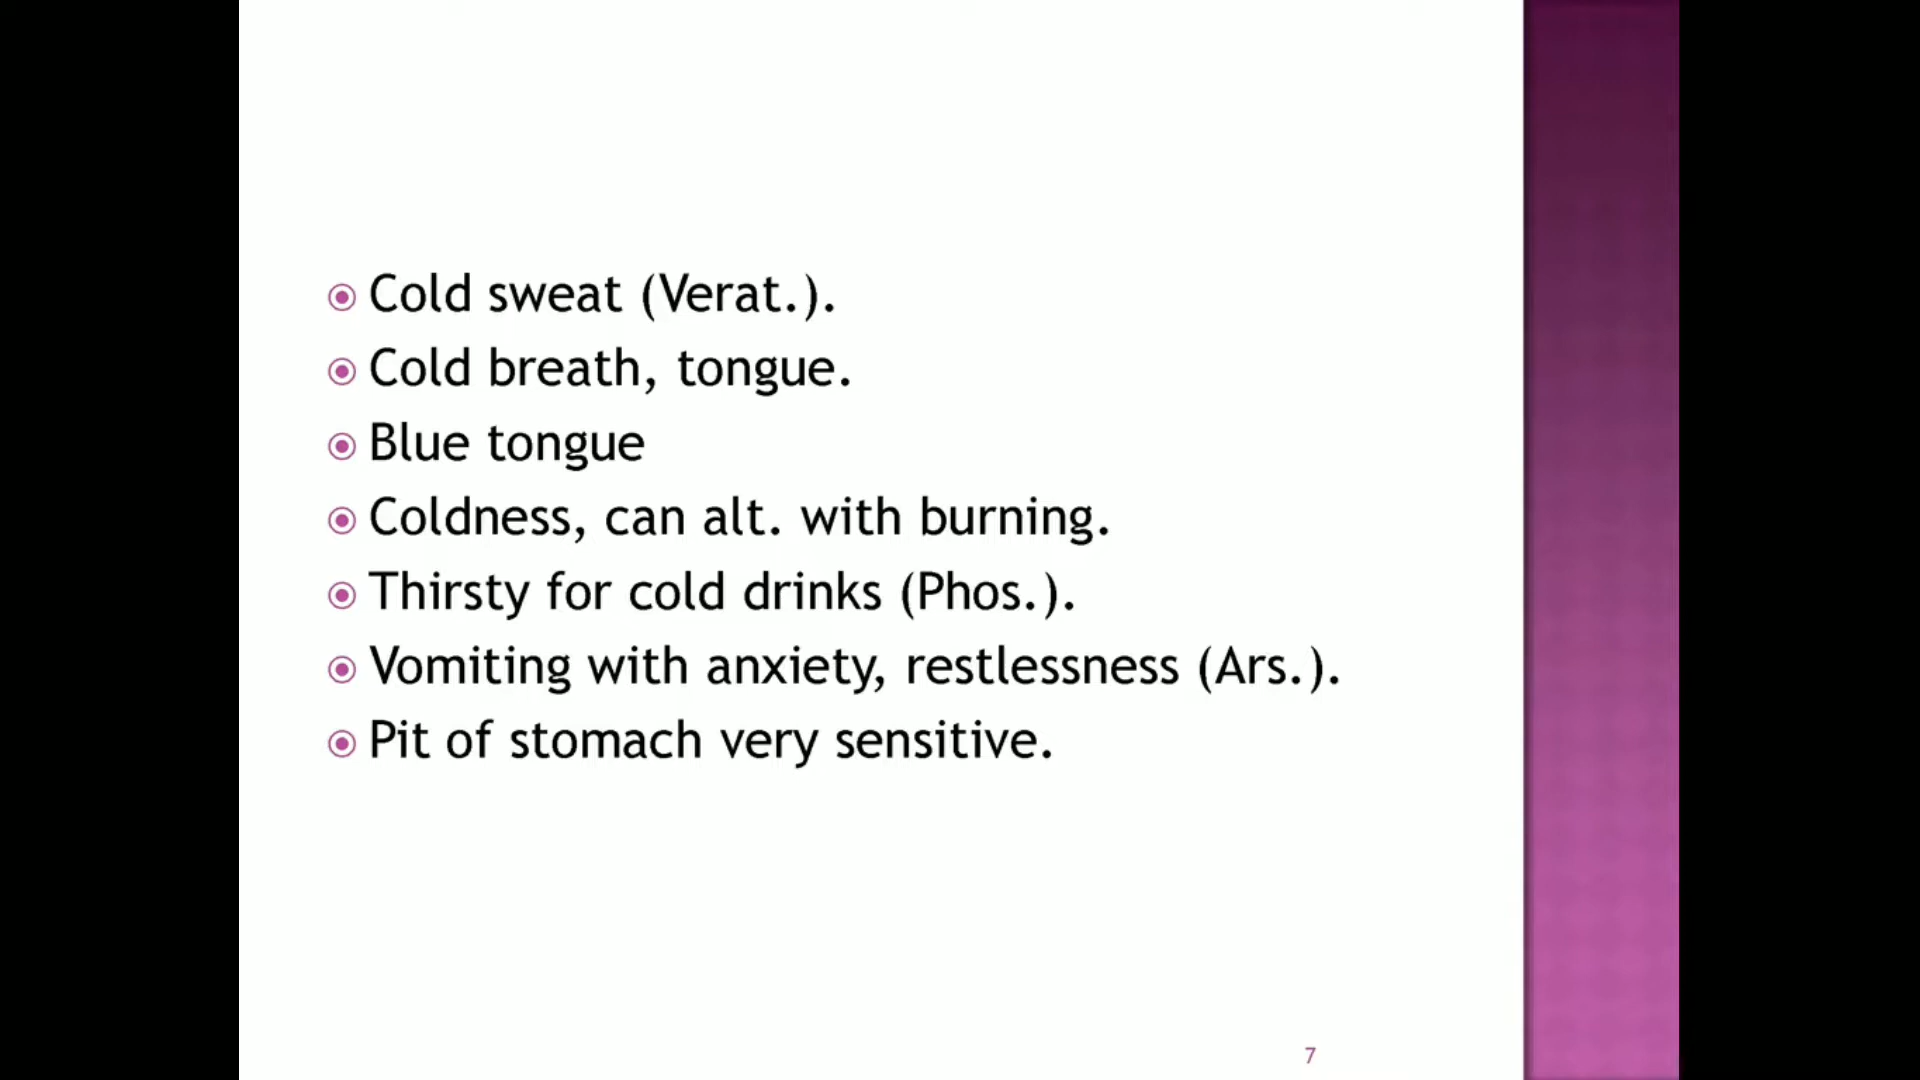 Cold sweat (Verat.).
Cold breath, tongue.
Blue tongue
Coldness, can alt. with burning.
Thirsty for cold drinks (Phos.).
Vomiting with anxiety, restlessness (Ars.).
Pit of stomach very sensitive.
7